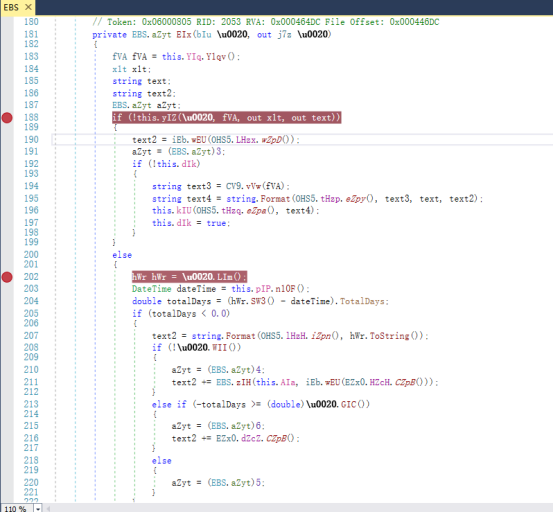 EBS ×
180 // Token: 0x06000805 RID: 2053 RVA: 0x000464DC File Offset: 0x000446DC
181 private EBS.aZyt EIx(bIu \u0020, out j7z \u0020)
182 {
183 fVA fVA = this.YIq.Ylqv();
184 xlt xlt;
185 string text;
186 string text2;
187 EBS.aZyt aZyt;
188 if (!this.yIZ(\u0020, fVA, out xlt, out text))
189 {
190 text2 = iEb.wEU(OHS5.LHzx.wZpD());
191 aZyt = (EBS.aZyt)3;
192 if (!this.dIk)
193 {
194 string text3 = CV9.vVw(fVA);
195 string text4 = string.Format(OHS5.tHzp.eZpy(), text3, text, text2);
196 this.kIU(OHS5.tHzq.eZpa(), text4);
197 this.dIk = true;
198 }
199 }
200 else
201 {
202 hWr hWr = \u0020.LIm();
203 DateTime dateTime = this.pIP.nlOF();
204 double totalDays = (hWr.SW3() - dateTime).TotalDays;
205 if (totalDays < 0.0)
206 {
207 text2 = string.Format(OHS5.lHsH.iZpn(), hWr.ToString());
208 if (!\u0020.WII())
209 {
210 aZyt = (EBS.aZyt)4;
211 text2 += EBS.zIH(this.AIa, iEb.wEU(EZx0.HZcH.CZpB()));
212 }
213 else if (-totalDays >= (double)\u0020.GIC())
214 {
215 aZyt = (EBS.aZyt)6;
216 text2 += EZx0.dZcZ.CZpB();
217 }
218 else
219 {
220 aZyt = (EBS.aZyt)5;
221 }
222 }
110 %